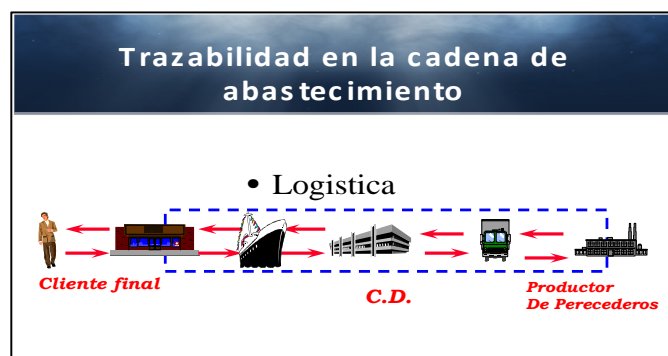 Trazabilidad en la cadena de
abastecimiento
• Logistica
Cliente final
C.D.
Productor
De Perecederos